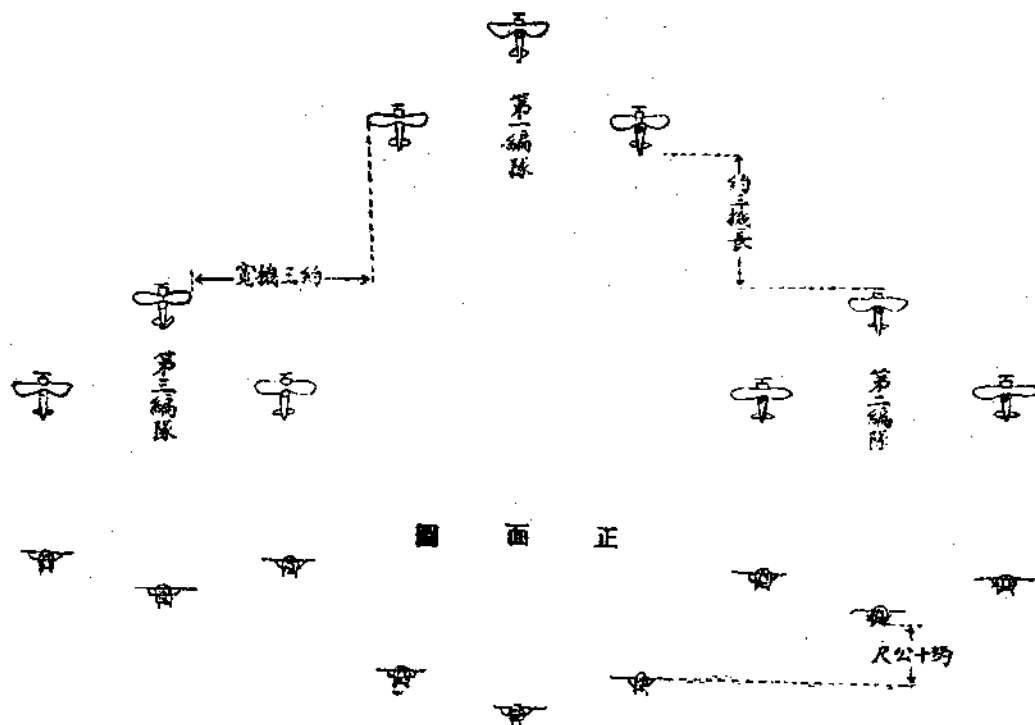 第一編隊
約三機長
約三機寬
第三編隊
第二編隊
正面圖
約十公尺